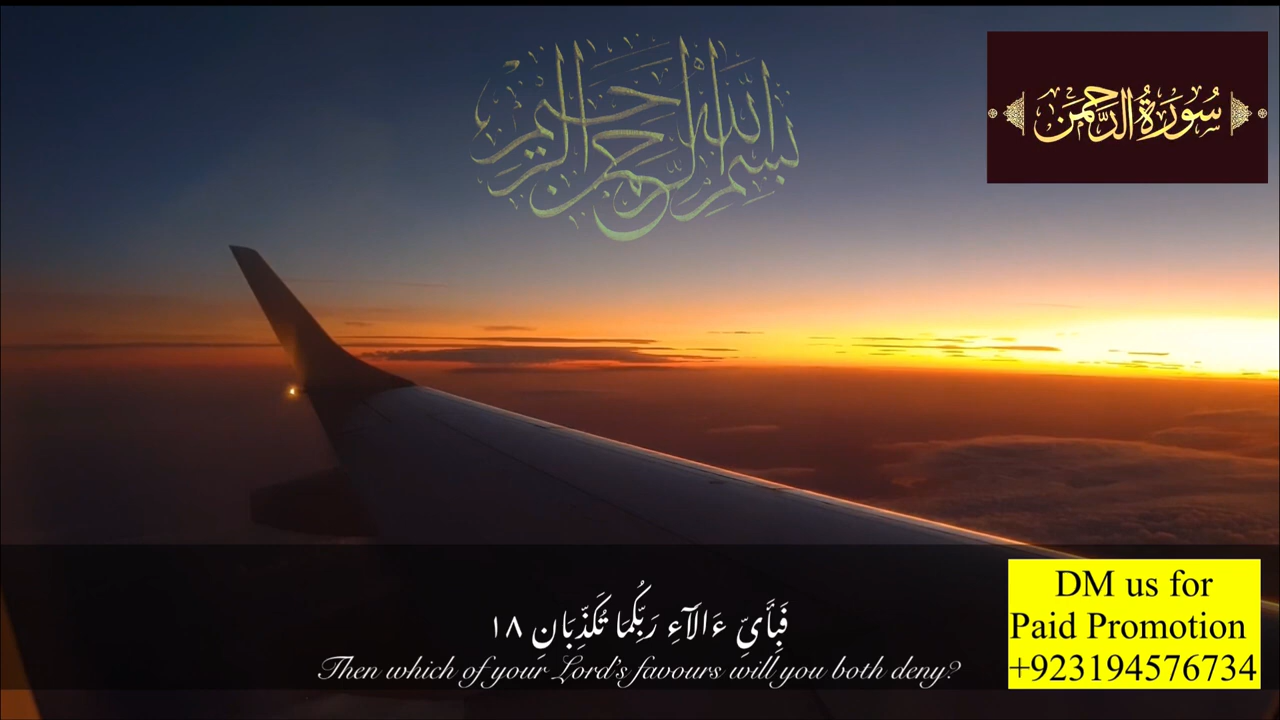 بسم الله الرحمن الرحيم
سُورَةُ الرَّحْمَن
فَبِأَيِّ ءَالَآءِ رَبِّكُمَا تُكَذِّبَانِ ١٨
Then which of your Lord's favours will you both deny?
DM us for
Paid Promotion
+923194576734